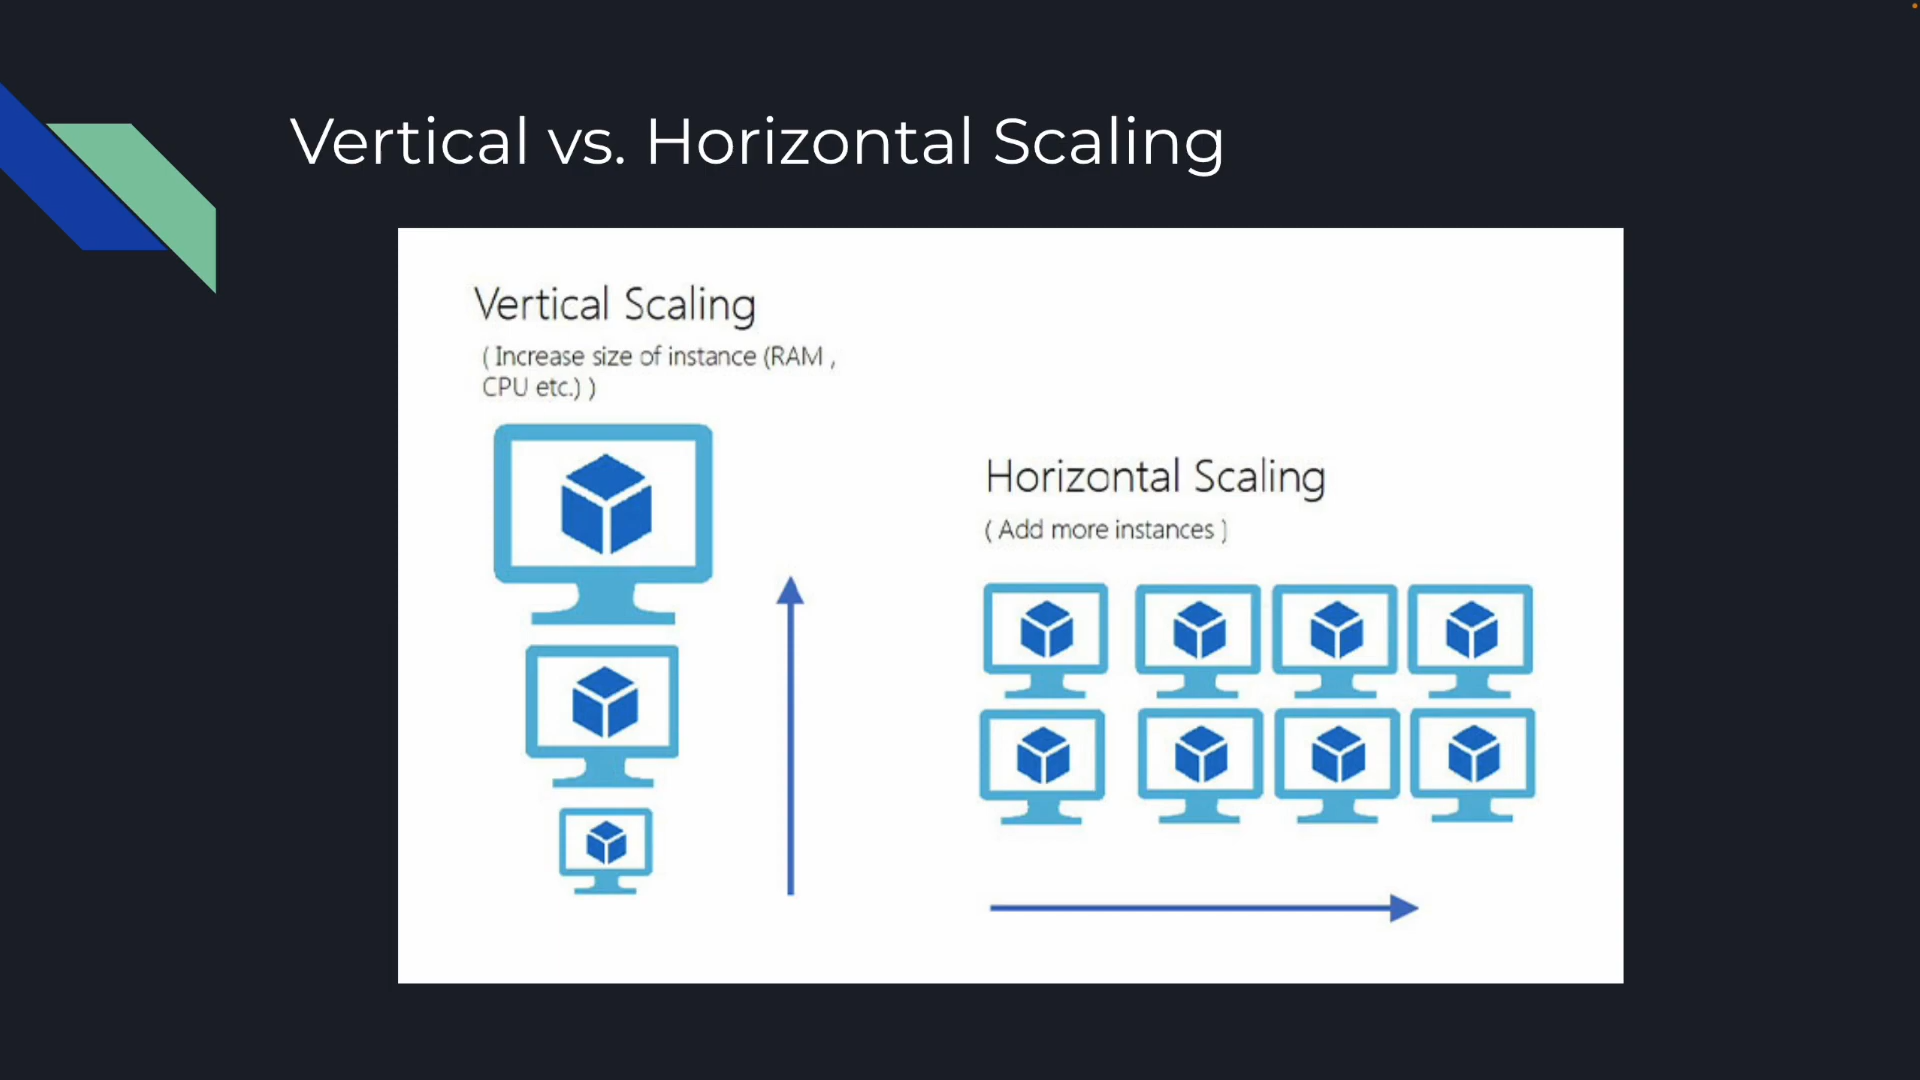 Vertical vs. Horizontal Scaling
Vertical Scaling
( Increase size of instance (RAM ,
CPU etc.) )
Horizontal Scaling
( Add more instances )